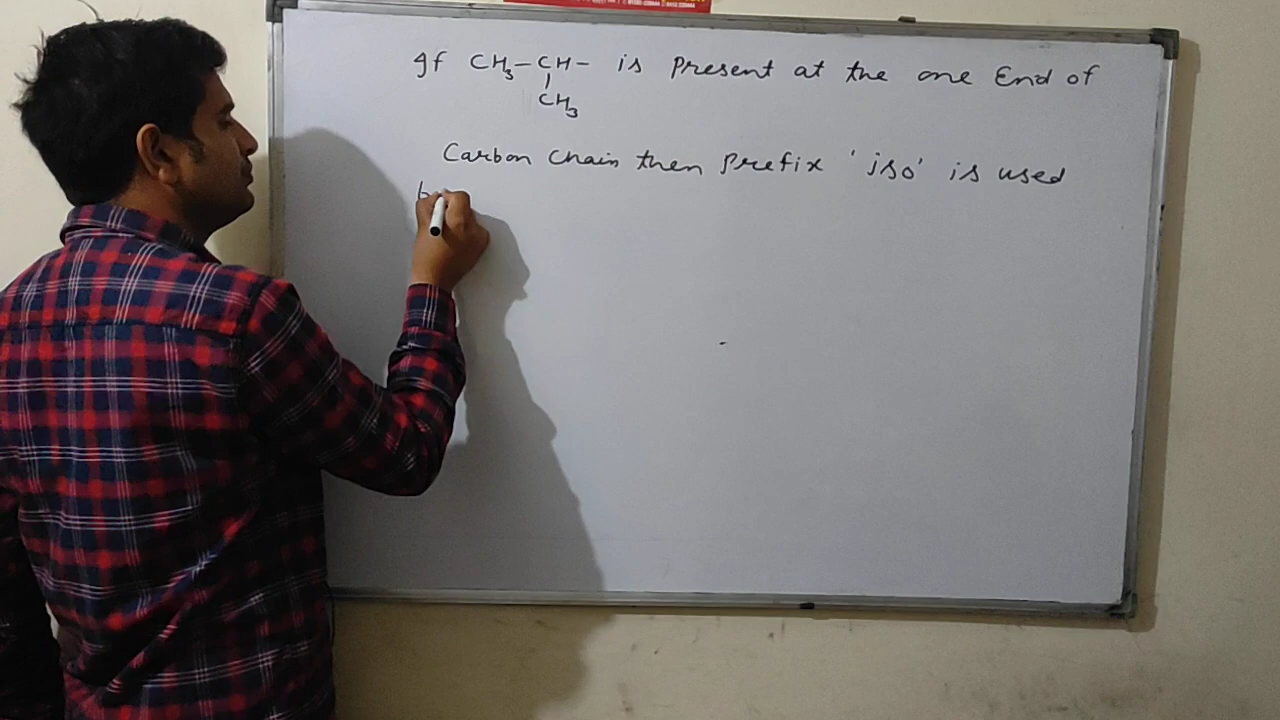 If CH₃-CH- is Present at the one End of
CH₃
Carbon Chain then Prefix 'iso' is used